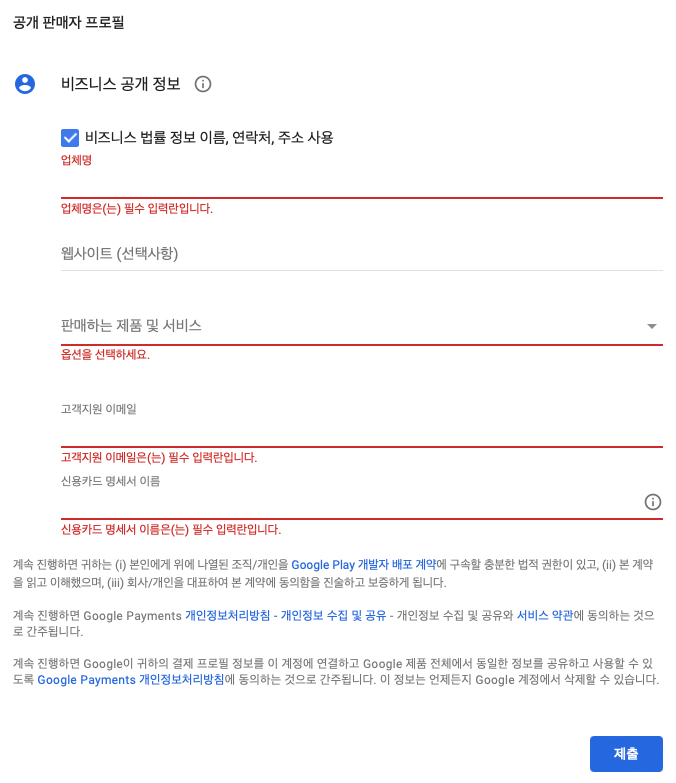 공개 판매자 프로필
비즈니스 공개 정보
비즈니스 법률 정보 이름, 연락처, 주소 사용
업체명
업체명은(는) 필수 입력란입니다.
웹사이트 (선택사항)
판매하는 제품 및 서비스
옵션을 선택하세요.
고객지원 이메일
고객지원 이메일은(는) 필수 입력란입니다.
신용카드 명세서 이름
신용카드 명세서 이름은(는) 필수 입력란입니다.
계속 진행하면 귀하는 (i) 본인에게 위에 나열된 조직/개인을 Google Play 개발자 배포 계약에 구속할 충분한 법적 권한이 있고, (ii) 본 계약
을 읽고 이해했으며, (iii) 회사/개인을 대표하여 본 계약에 동의함을 진술하고 보증하게 됩니다.
계속 진행하면 Google Payments 개인정보처리방침 - 개인정보 수집 및 공유 - 개인정보 수집 및 공유와 서비스 약관에 동의하는 것으
로 간주됩니다.
계속 진행하면 Google이 귀하의 결제 프로필 정보를 이 계정에 연결하고 Google 제품 전체에서 동일한 정보를 공유하고 사용할 수 있
도록 Google Payments 개인정보처리방침에 동의하는 것으로 간주됩니다. 이 정보는 언제든지 Google 계정에서 삭제할 수 있습니다.
제출